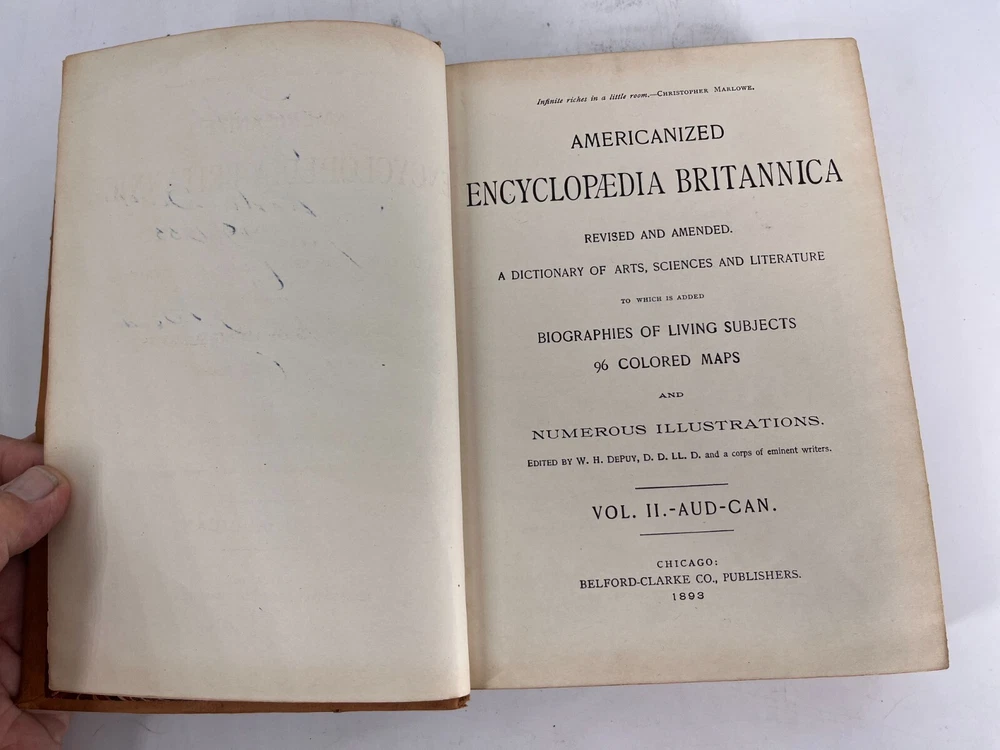 Infinite riches in a little room.—Christopher Marlowe.
AMERICANIZED
ENCYCLOPÆDIA BRITANNICA
REVISED AND AMENDED.
A DICTIONARY OF ARTS, SCIENCES AND LITERATURE
TO WHICH IS ADDED
BIOGRAPHIES OF LIVING SUBJECTS
96 COLORED MAPS
AND
NUMEROUS ILLUSTRATIONS.
EDITED BY W. H. DEPUY, D. D. LL. D. and a corps of eminent writers.
VOL. II.-AUD-CAN.
CHICAGO:
BELFORD-CLARKE CO., PUBLISHERS.
1893